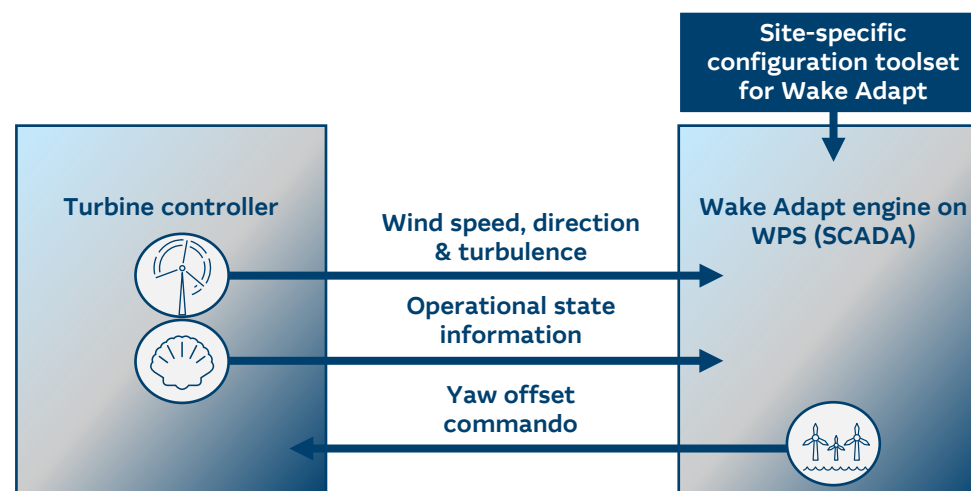 Site-specific
configuration toolset
for Wake Adapt
Turbine controller
Wind speed, direction
& turbulence
Wake Adapt engine on
WPS (SCADA)
Operational state
information
Yaw offset
commando